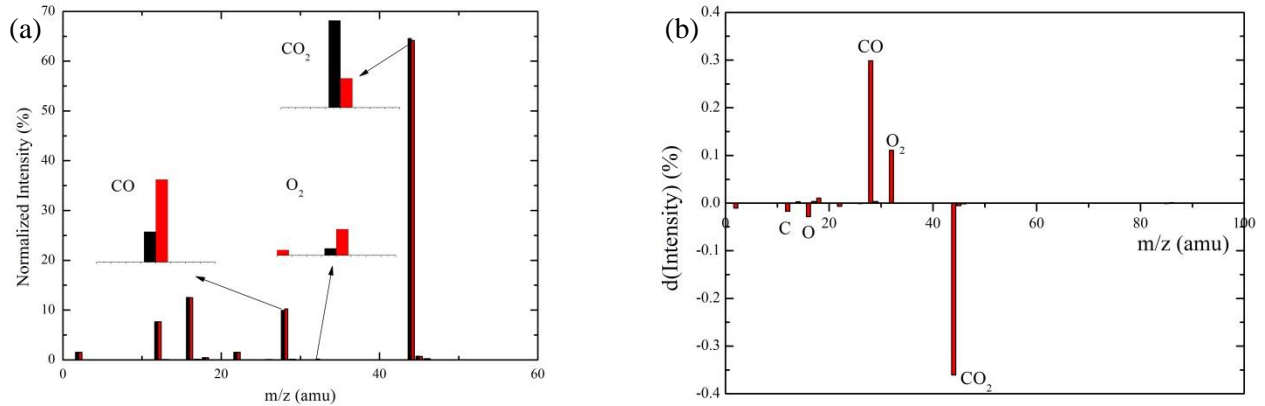 (a)
Normalized Intensity (%)
70
60
50
40
30
20
10
0
CO₂
CO
O₂
0 20 40 60
m/z (amu)
(b)
d(Intensity) (%)
0.4
0.3
0.2
0.1
0.0
-0.1
-0.2
-0.3
-0.4
CO
O₂
C
O
CO₂
0 20 40 60 80 100
m/z (amu)